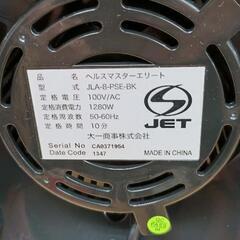 品 名 ヘルスマスターエリート
型 式 JLA-B-PSE-BK
定格電圧 100V/AC
定格消費電力 1280W
定格周波数 50-60Hz
定格時間 10分
大一商事株式会社
Serial No CA0371954
Date Code 1347
JET
MADE IN CHINA